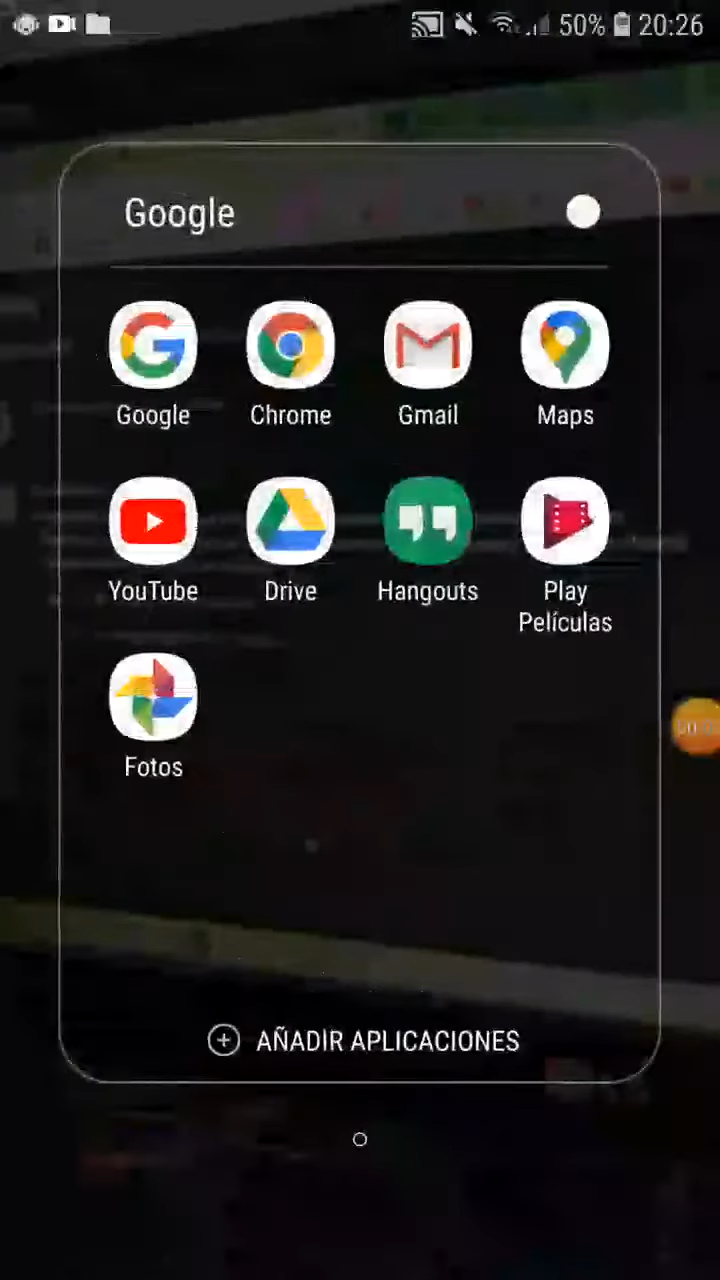 50% 20:26
Google
Google Chrome Gmail Maps
YouTube Drive Hangouts Play
Películas
Fotos
AÑADIR APLICACIONES